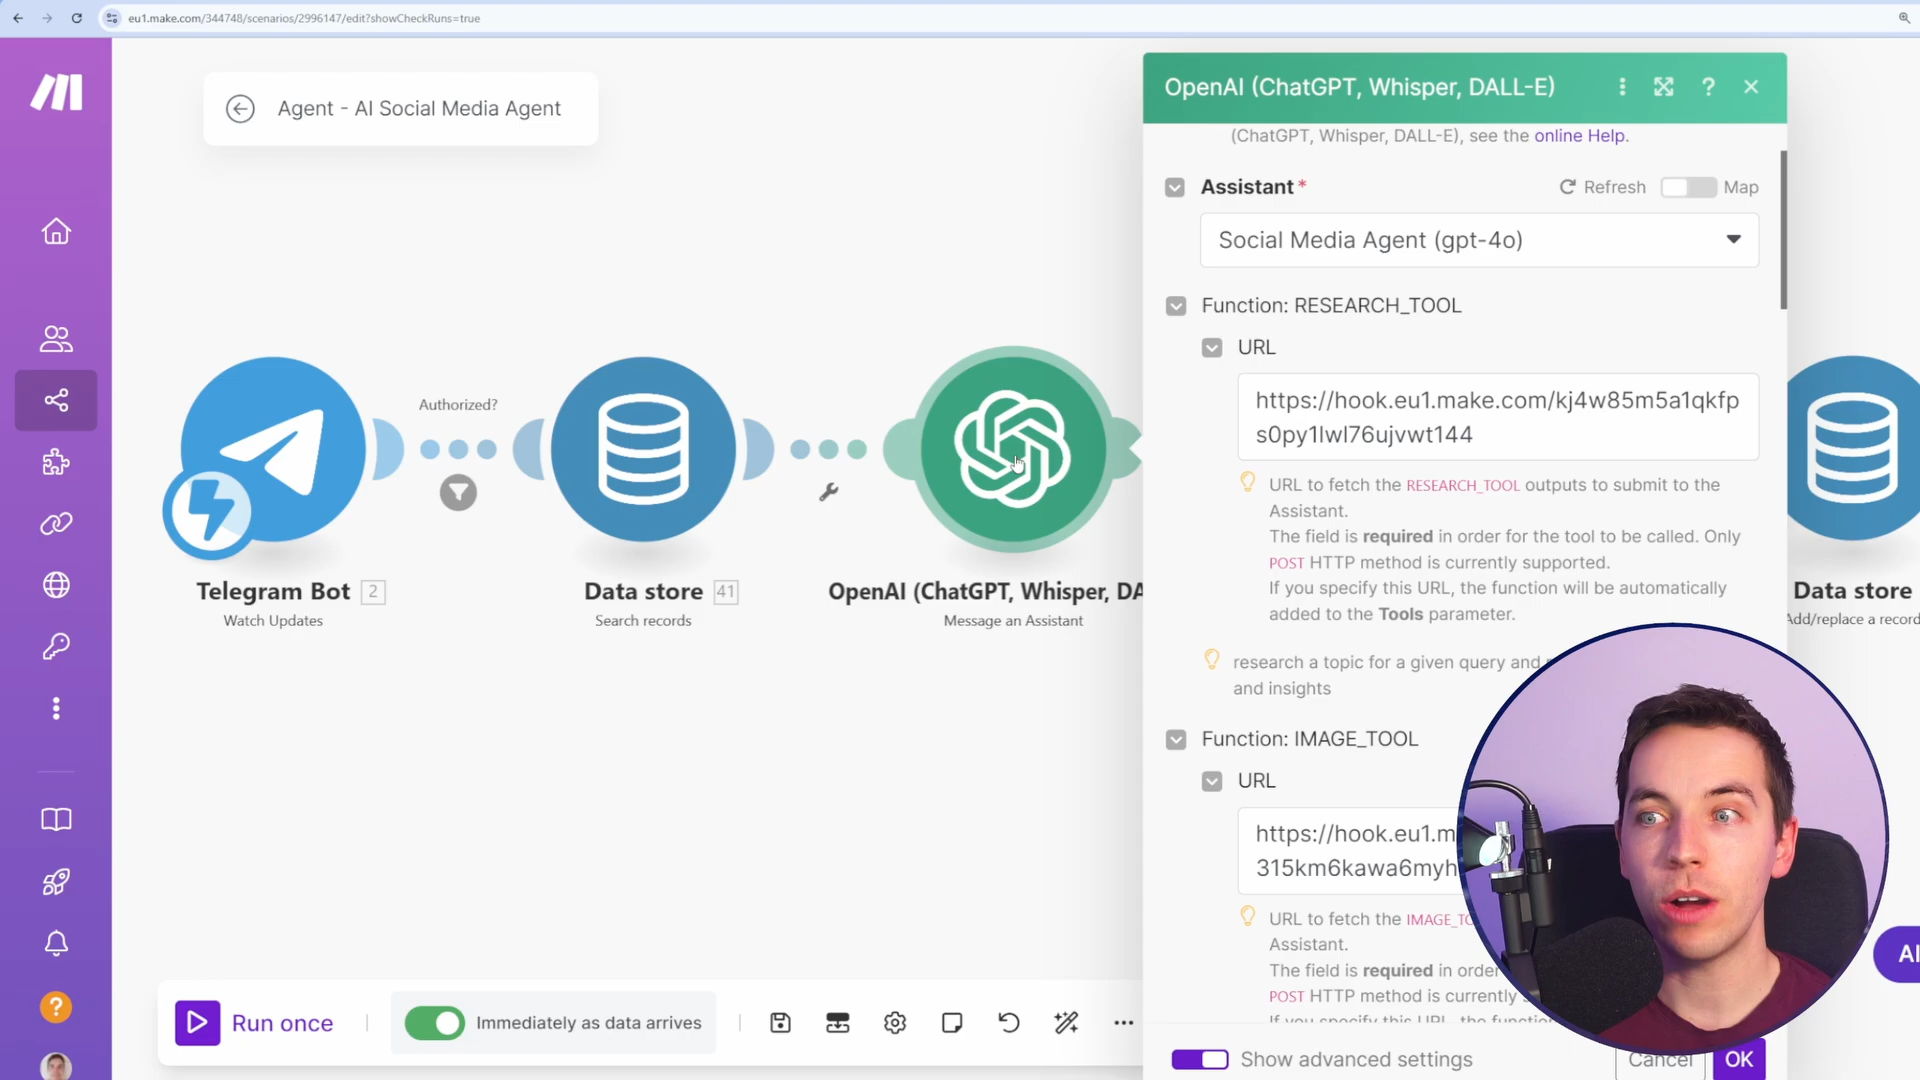 eu1.make.com/344748/scenarios/2996147/edit?showCheckRuns=true
Agent - AI Social Media Agent
OpenAI (ChatGPT, Whisper, DALL-E)
?
(ChatGPT, Whisper, DALL-E), see the online Help.
Assistant*
Refresh
Map
Social Media Agent (gpt-4o)
Function: RESEARCH_TOOL
URL
https://hook.eu1.make.com/kj4w85m5a1qkfp
s0py1lwl76ujvwt144
URL to fetch the RESEARCH_TOOL outputs to submit to the
Assistant.
The field is required in order for the tool to be called. Only
POST HTTP method is currently supported.
If you specify this URL, the function will be automatically
added to the Tools parameter.
research a topic for a given query and
and insights
Function: IMAGE_TOOL
URL
https://hook.eu1.m
315km6kawa6myh
URL to fetch the IMAGE_TO
Assistant.
The field is required in order
POST HTTP method is currently
If you specify this URL, the functio
Show advanced settings
Cancel
OK
Authorized?
Telegram Bot 2
Watch Updates
Data store 41
Search records
OpenAI (ChatGPT, Whisper, DA
Message an Assistant
Data store
Add/replace a record
AI
?
Run once
Immediately as data arrives